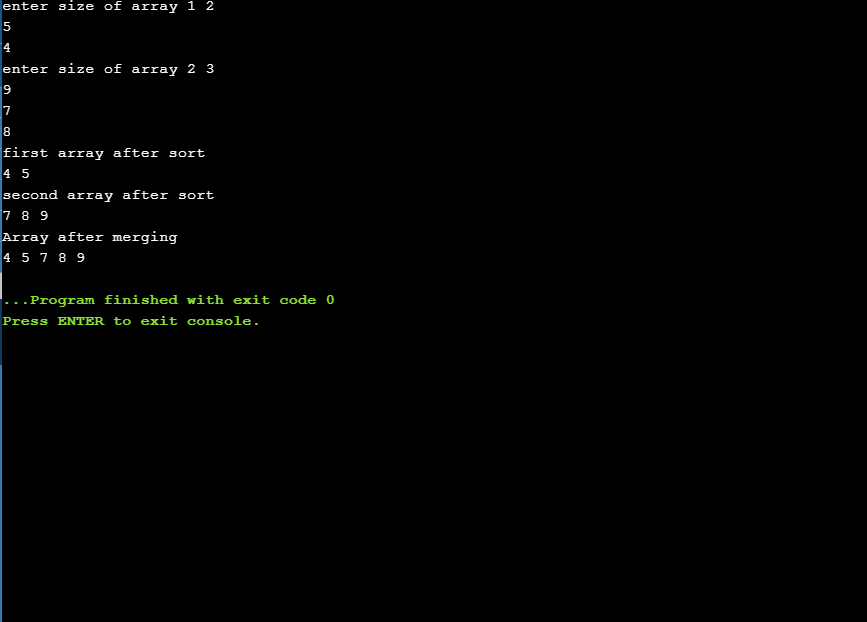 enter size of array 1 2
5
4
enter size of array 2 3
9
7
8
first array after sort
4 5
second array after sort
7 8 9
Array after merging
4 5 7 8 9
...Program finished with exit code 0
Press ENTER to exit console.